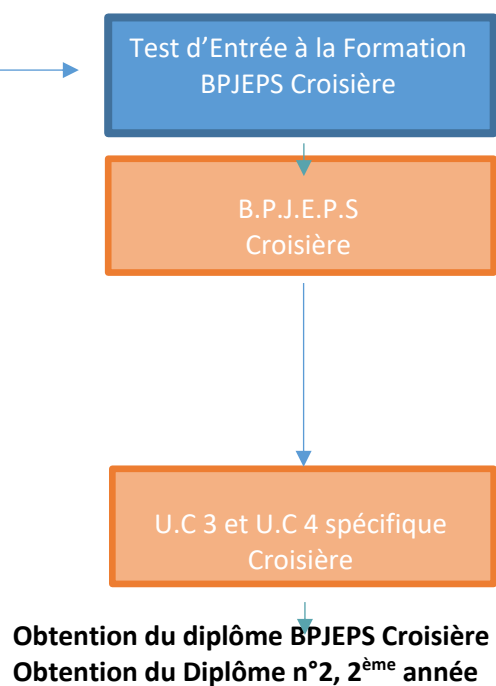 Test d’Entrée à la Formation
BPJEPS Croisière
B.P.J.E.P.S
Croisière
U.C 3 et U.C 4 spécifique
Croisière
Obtention du diplôme BPJEPS Croisière
Obtention du Diplôme n°2, 2ème année